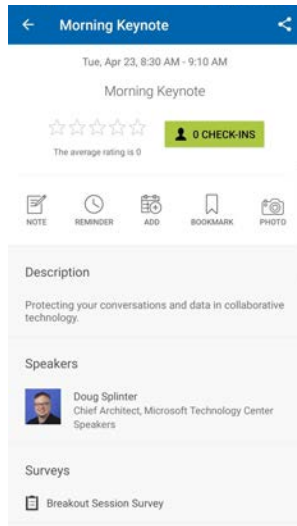 Morning Keynote
Tue, Apr 23, 8:30 AM - 9:10 AM
Morning Keynote
The average rating is 0
0 CHECK-INS
NOTE
REMINDER
ADD
BOOKMARK
PHOTO
Description
Protecting your conversations and data in collaborative
technology.
Speakers
Doug Splinter
Chief Architect, Microsoft Technology Center
Speakers
Surveys
Breakout Session Survey